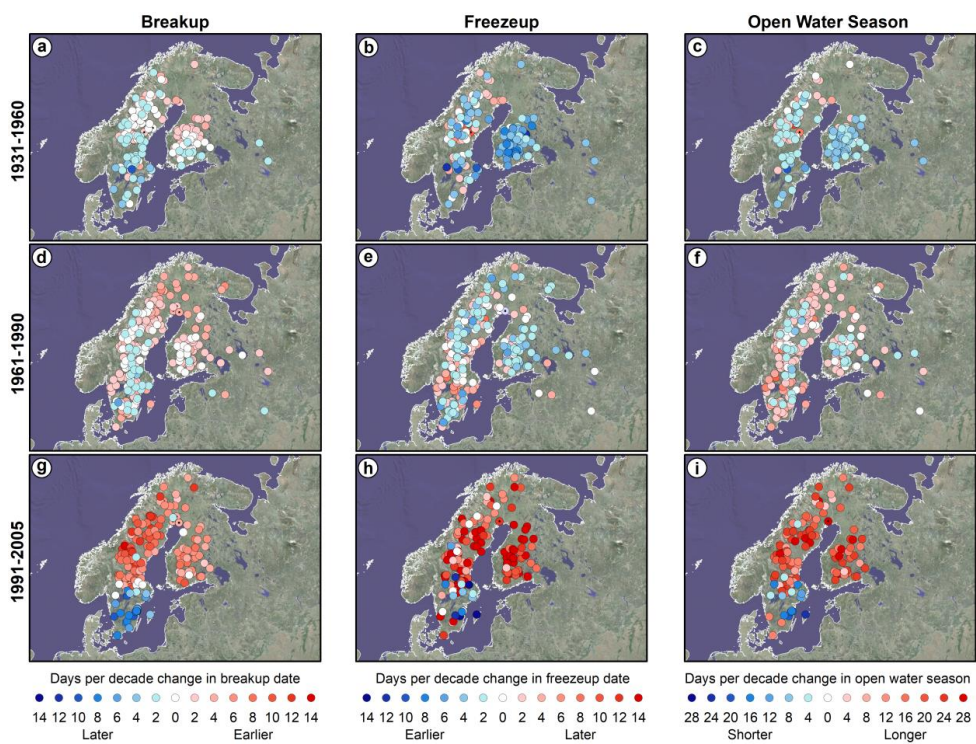 Breakup
Freezeup
Open Water Season
1931-1960
a
b
c
1961-1990
d
e
f
1991-2005
g
h
i
Days per decade change in breakup date
14 12 10 8 6 4 2 0 2 4 6 8 10 12 14
Later Earlier
Days per decade change in freezeup date
14 12 10 8 6 4 2 0 2 4 6 8 10 12 14
Earlier Later
Days per decade change in open water season
28 24 20 16 12 8 4 0 4 8 12 16 20 24 28
Shorter Longer